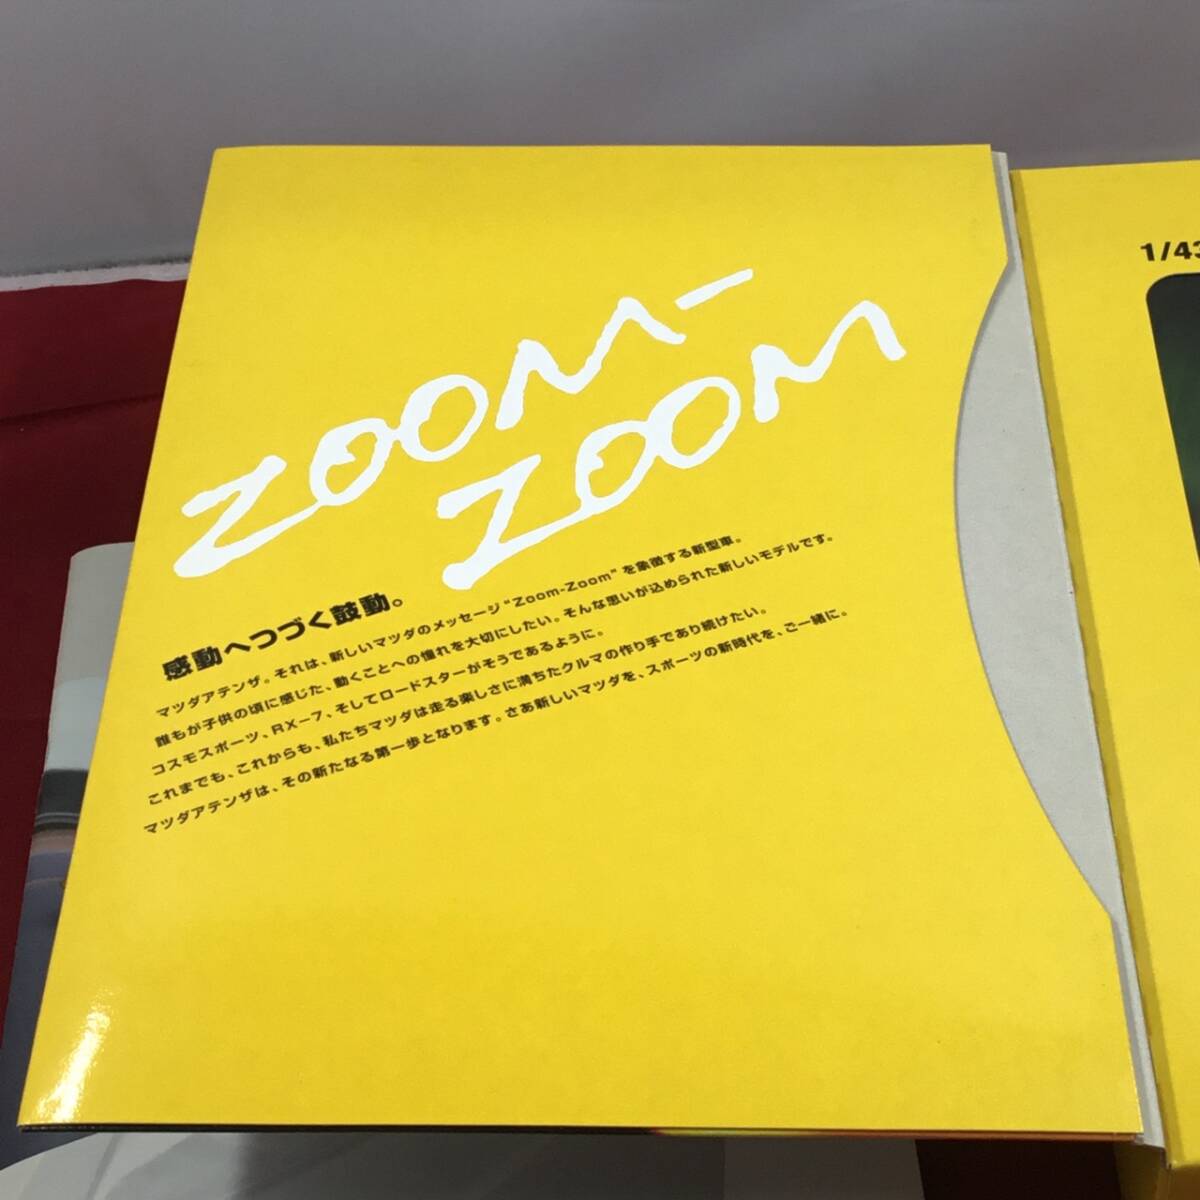 ZOOM-
ZOOM
感動へつづく鼓動。
マツダアテンザ。それは、新しいマツダのメッセージ“Zoom-Zoom”を象徴する新型車。
誰もが子供の頃に感じた、動くことへの憧れを大切にしたい。そんな思いが込められた新しいモデルです。
コスモスポーツ、RX-7、そしてロードスターがそうであるように。
これまでも、これからも、私たちマツダは走る楽しさに満ちたクルマの作り手であり続けたい。
マツダアテンザは、その新たなる第一歩となります。さあ新しいマツダを、スポーツの新時代を、ご一緒に。
1/43